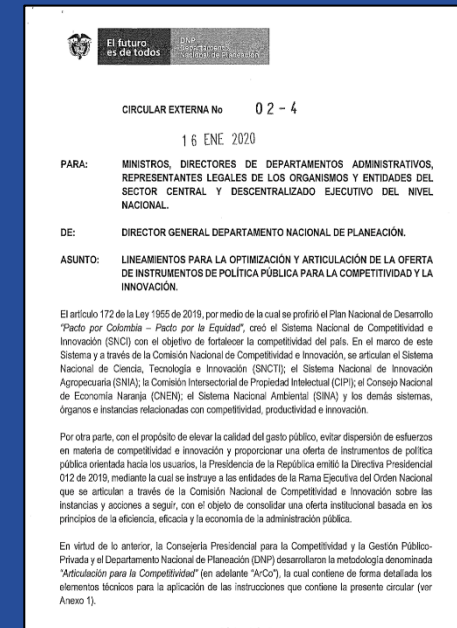 El futuro
es de todos
DNP
Departamento
Nacional de Planeación
CIRCULAR EXTERNA No 02-4
16 ENE 2020
PARA: MINISTROS, DIRECTORES DE DEPARTAMENTOS ADMINISTRATIVOS,
REPRESENTANTES LEGALES DE LOS ORGANISMOS Y ENTIDADES DEL
SECTOR CENTRAL Y DESCENTRALIZADO EJECUTIVO DEL NIVEL
NACIONAL.
DE: DIRECTOR GENERAL DEPARTAMENTO NACIONAL DE PLANEACIÓN.
ASUNTO: LINEAMIENTOS PARA LA OPTIMIZACIÓN Y ARTICULACIÓN DE LA OFERTA
DE INSTRUMENTOS DE POLÍTICA PÚBLICA PARA LA COMPETITIVIDAD Y LA
INNOVACIÓN.
El artículo 172 de la Ley 1955 de 2019, por medio de la cual se profirió el Plan Nacional de Desarrollo
"Pacto por Colombia – Pacto por la Equidad", creó el Sistema Nacional de Competitividad e
Innovación (SNCI) con el objetivo de fortalecer la competitividad del país. En el marco de este
Sistema y a través de la Comisión Nacional de Competitividad e Innovación, se articulan el Sistema
Nacional de Ciencia, Tecnología e Innovación (SNCTI); el Sistema Nacional de Innovación
Agropecuaria (SNIA); la Comisión Intersectorial de Propiedad Intelectual (CIPI); el Consejo Nacional
de Economía Naranja (CNEN); el Sistema Nacional Ambiental (SINA) y los demás sistemas,
órganos e instancias relacionadas con competitividad, productividad e innovación.
Por otra parte, con el propósito de elevar la calidad del gasto público, evitar dispersión de esfuerzos
en materia de competitividad e innovación y proporcionar una oferta de instrumentos de política
pública orientada hacia los usuarios, la Presidencia de la República emitió la Directiva Presidencial
012 de 2019, mediante la cual se instruye a las entidades de la Rama Ejecutiva del Orden Nacional
que se articulan a través de la Comisión Nacional de Competitividad e Innovación sobre las
instancias y acciones a seguir, con el objeto de consolidar una oferta institucional basada en los
principios de la eficiencia, eficacia y la economía de la administración pública.
En virtud de lo anterior, la Consejería Presidencial para la Competitividad y la Gestión Público-
Privada y el Departamento Nacional de Planeación (DNP) desarrollaron la metodología denominada
"Articulación para la Competitividad" (en adelante "ArCo"), la cual contiene de forma detallada los
elementos técnicos para la aplicación de las instrucciones que contiene la presente circular (ver
Anexo 1).